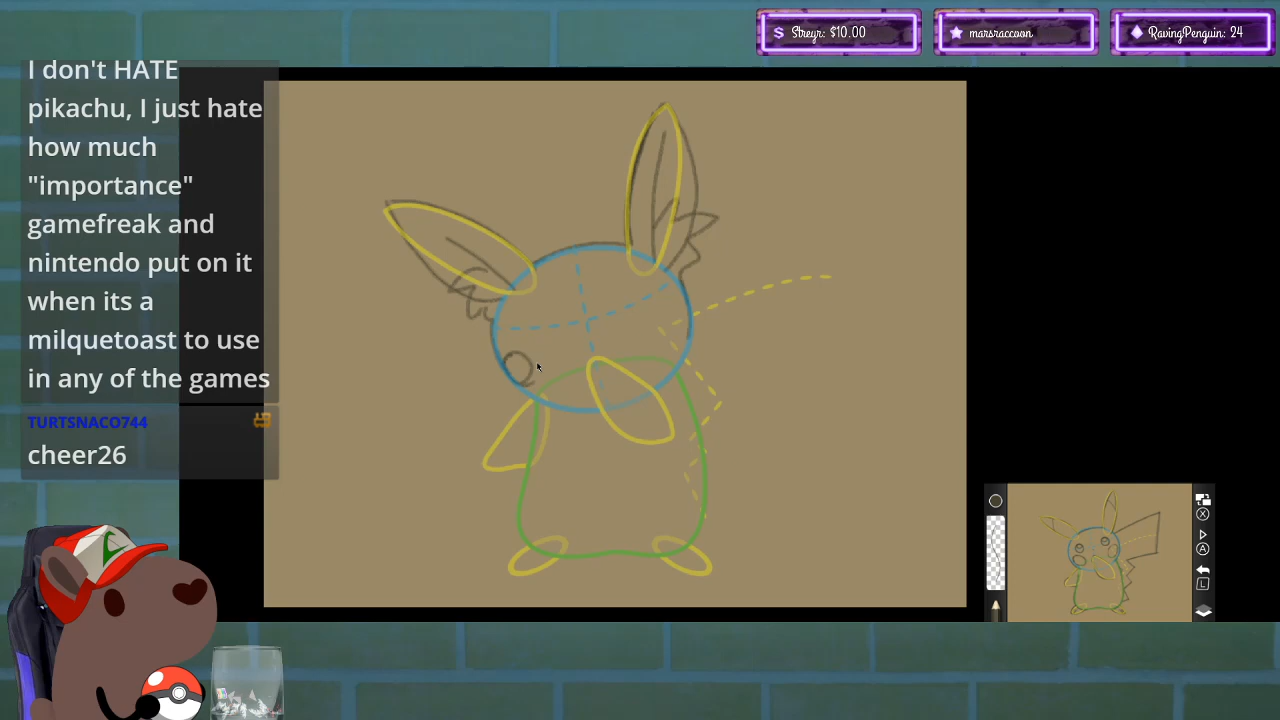 Streyr: $10.00
marsraccoon
RavingPenguin: 24
I don't HATE
pikachu, I just hate
how much
"importance"
gamefreak and
nintendo put on it
when its a
milquetoast to use
in any of the games
TURTSNACO744
cheer26
X
A
L